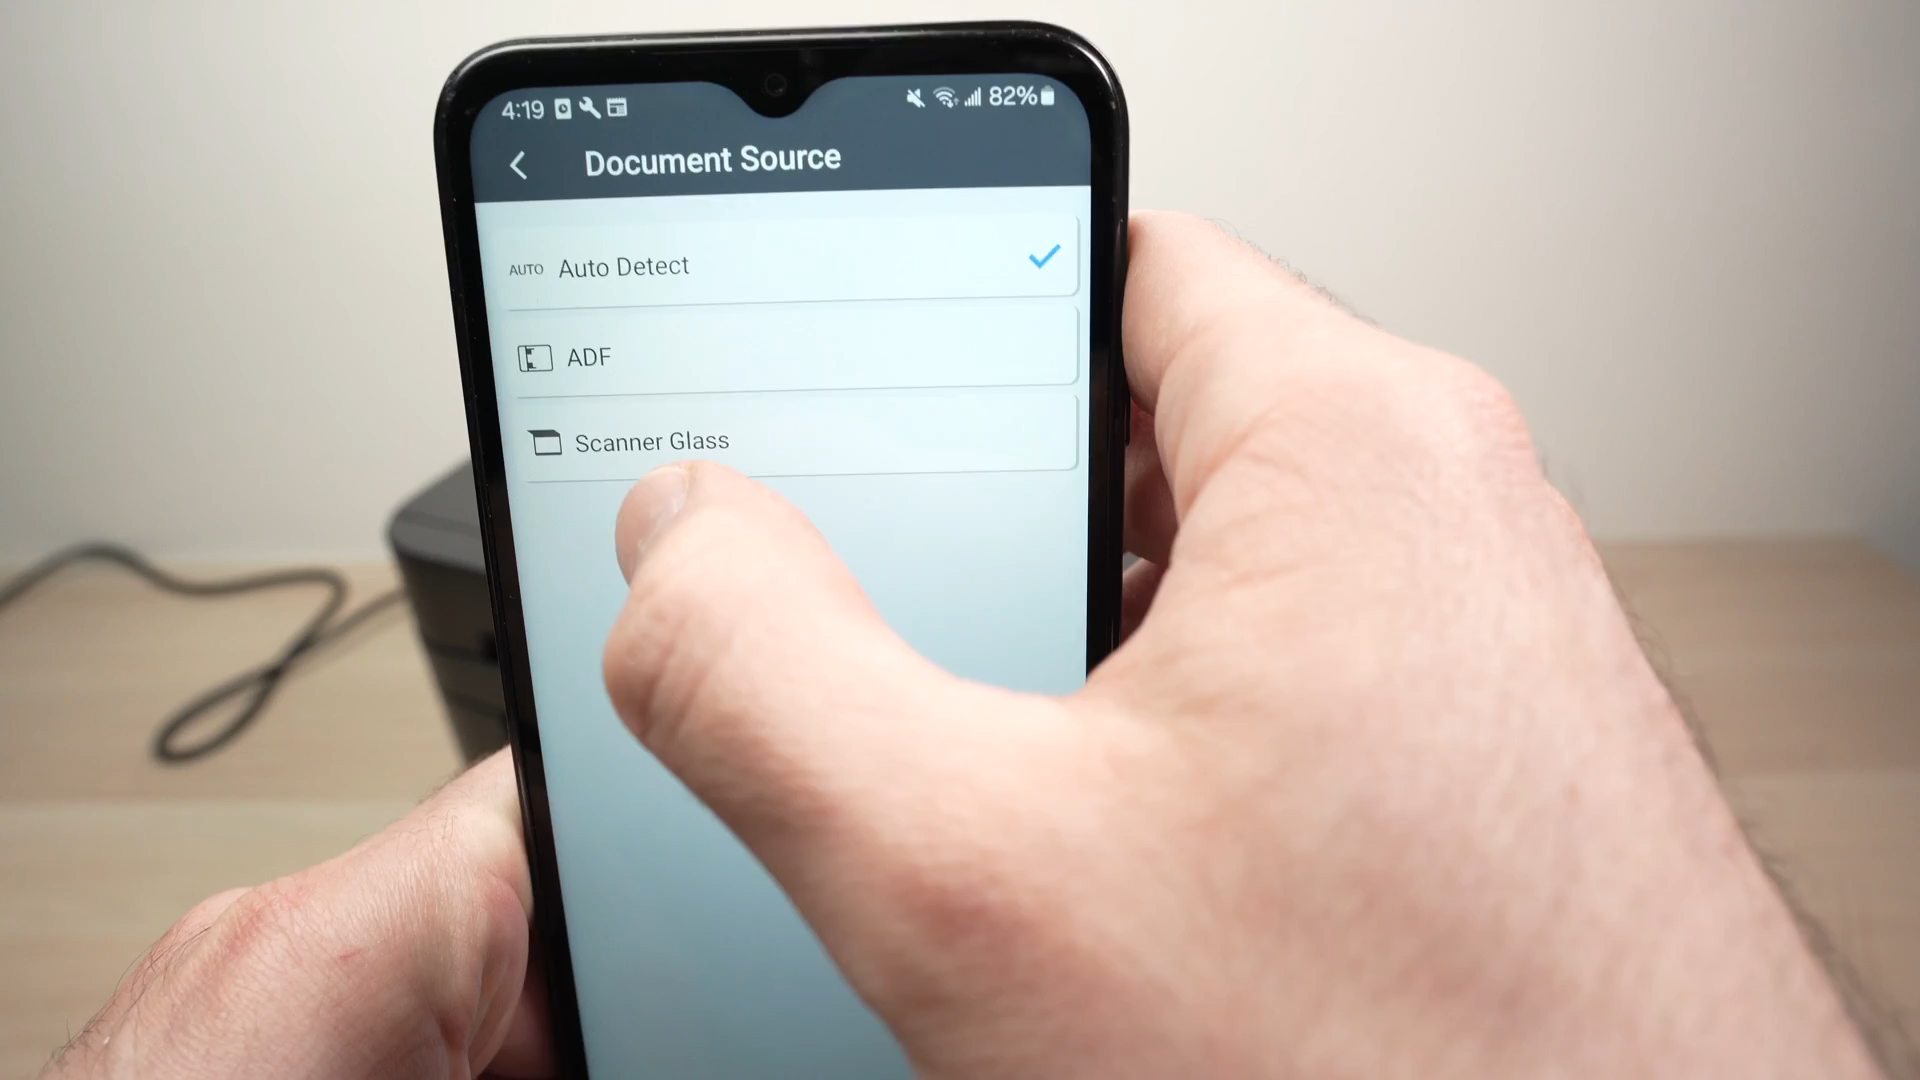 4:19
82%
Document Source
AUTO Auto Detect
ADF
Scanner Glass